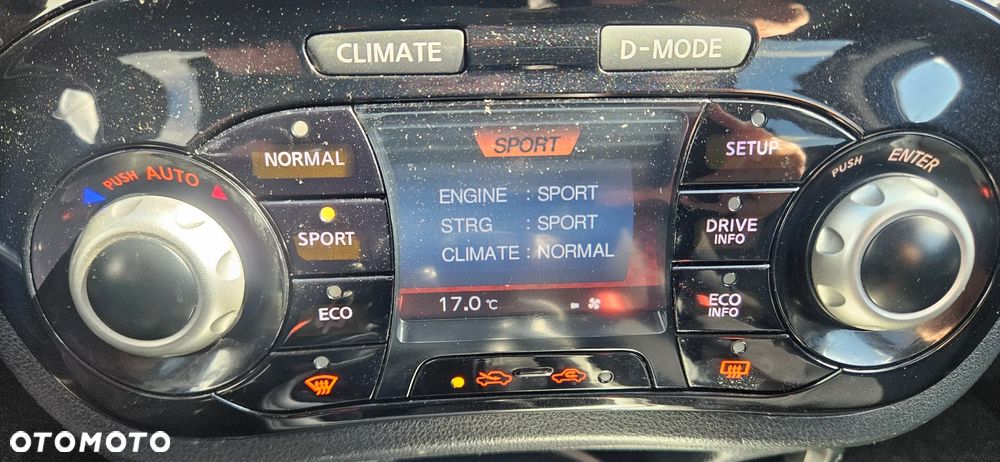 CLIMATE
D-MODE
NORMAL
SETUP
PUSH AUTO
PUSH ENTER
SPORT
ENGINE : SPORT
STRG : SPORT
CLIMATE : NORMAL
SPORT
DRIVE
INFO
ECO
ECO
INFO
17.0 °C
OTOMOTO